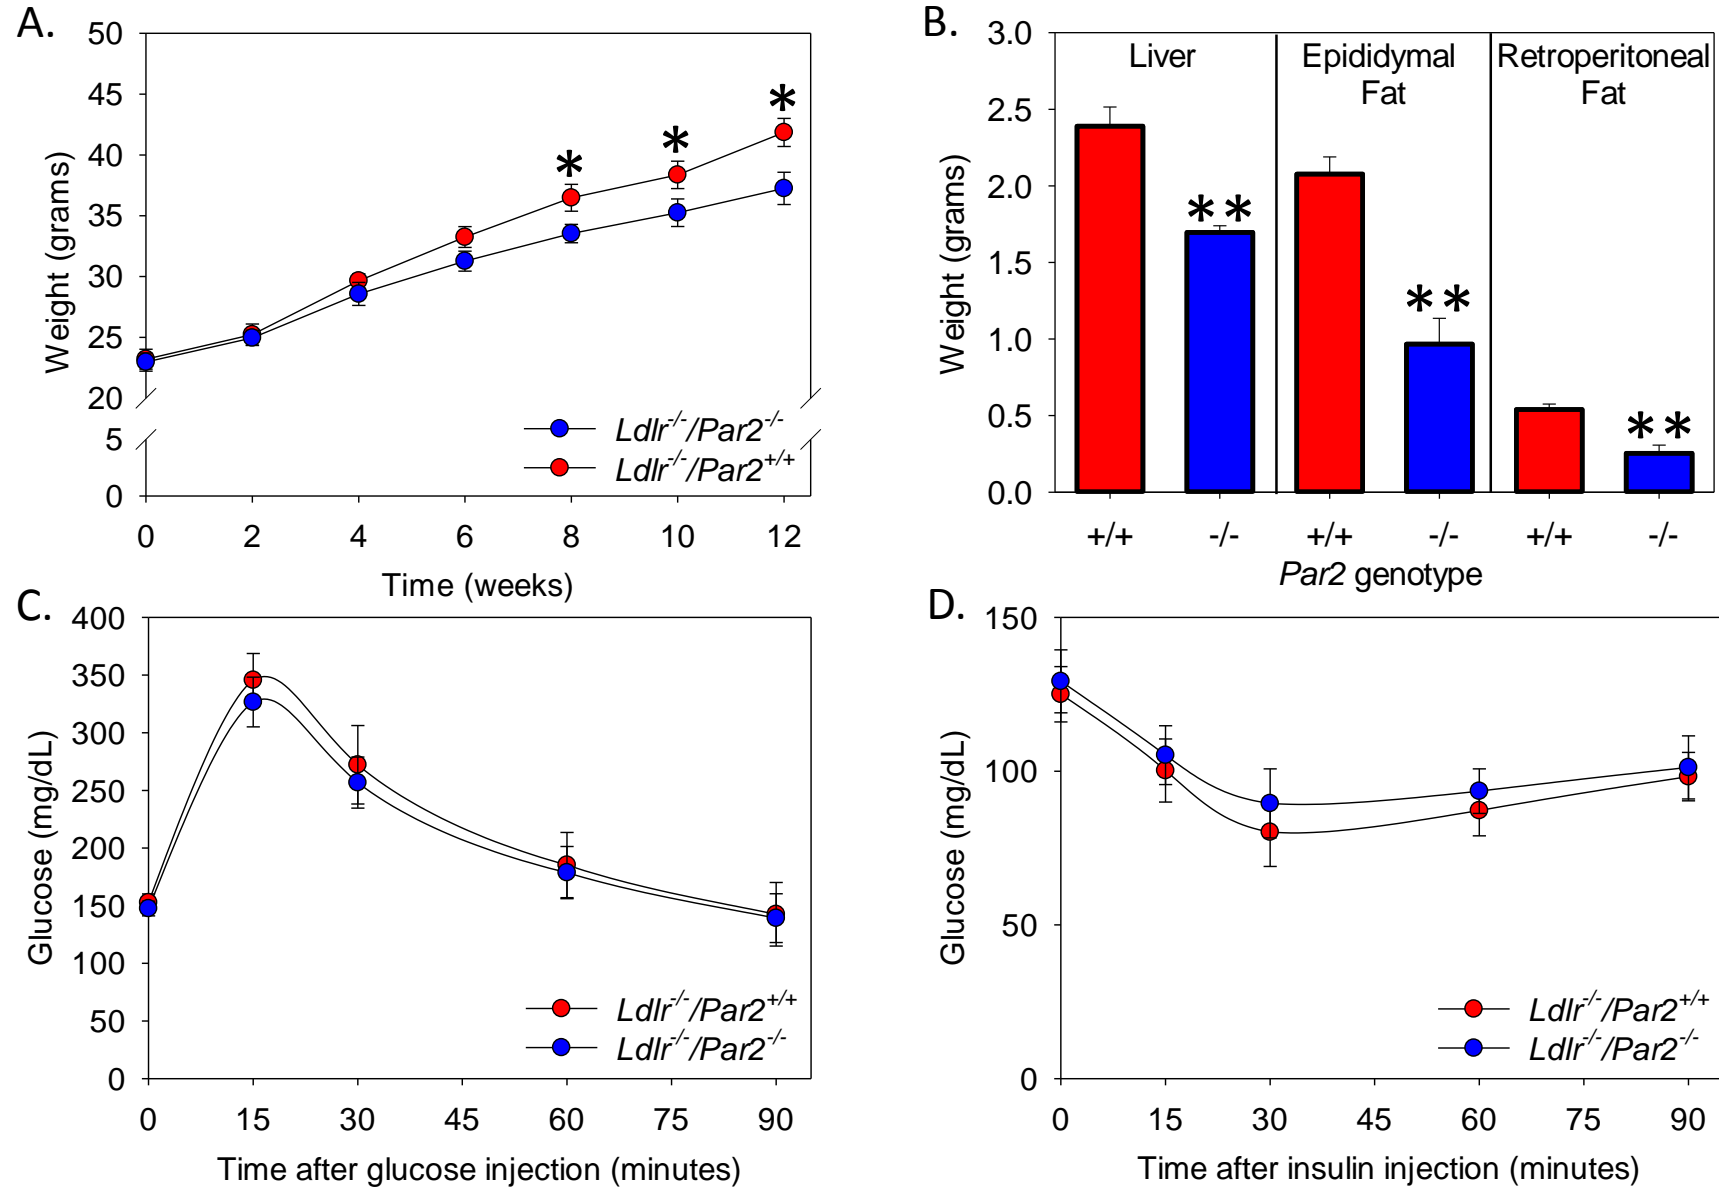 A.
50
45
40
35
30
25
20
5
0
Weight (grams)
*
*
*
Ldlr-/-/Par2-/-
Ldlr-/-/Par2+/+
0 2 4 6 8 10 12
Time (weeks)
B.
3.0
2.5
2.0
1.5
1.0
0.5
0.0
Weight (grams)
Liver
Epididymal
Fat
Retroperitoneal
Fat
**
**
**
+/+ -/- +/+ -/- +/+ -/-
Par2 genotype
C.
400
350
300
250
200
150
100
50
0
Glucose (mg/dL)
Ldlr-/-/Par2+/+
Ldlr-/-/Par2-/-
0 15 30 45 60 75 90
Time after glucose injection (minutes)
D.
150
100
50
0
Glucose (mg/dL)
Ldlr-/-/Par2+/+
Ldlr-/-/Par2-/-
0 15 30 45 60 75 90
Time after insulin injection (minutes)